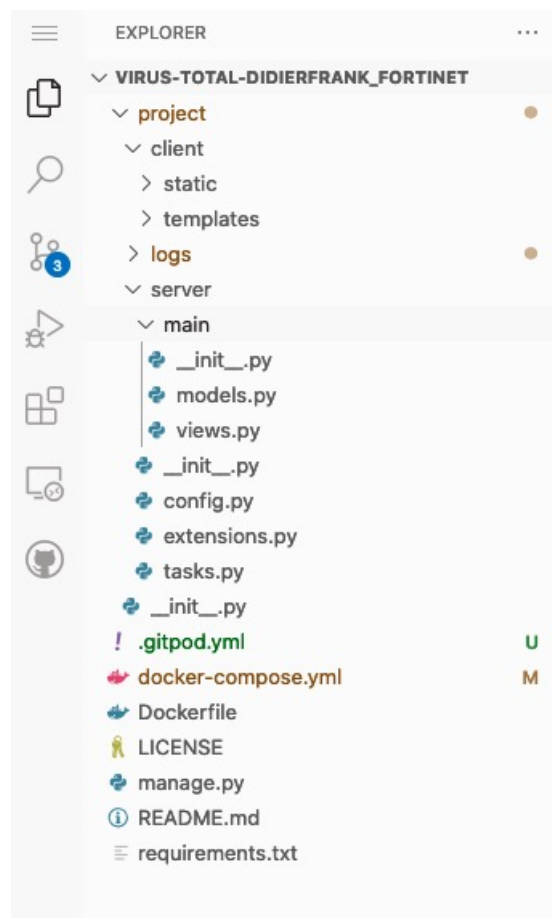 EXPLORER ...
VIRUS-TOTAL-DIDIERFRANK_FORTINET
project
client
static
templates
logs
3
server
main
__init__.py
models.py
views.py
__init__.py
config.py
extensions.py
tasks.py
__init__.py
! .gitpod.yml U
docker-compose.yml M
Dockerfile
LICENSE
manage.py
README.md
requirements.txt